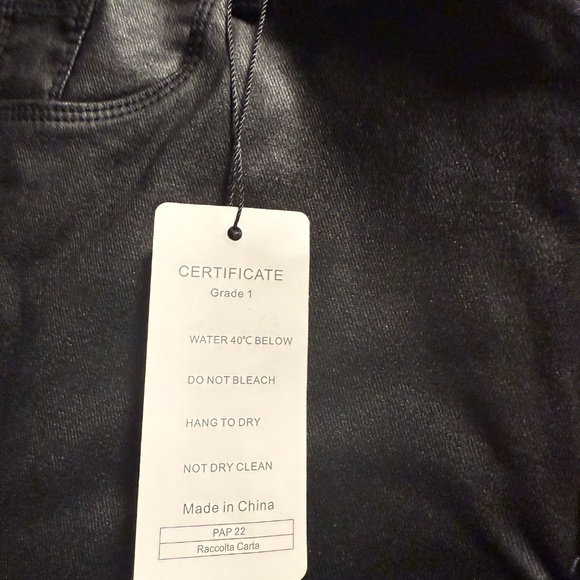 CERTIFICATE
Grade 1
WATER 40℃ BELOW
DO NOT BLEACH
HANG TO DRY
NOT DRY CLEAN
Made in China
PAP 22
Raccolta Carta